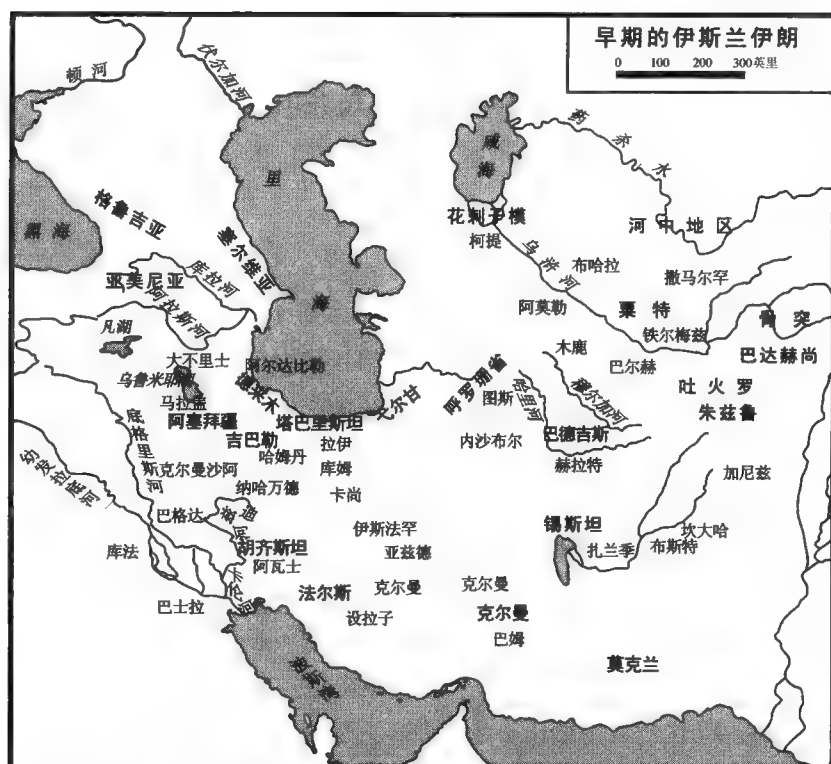 早期的伊斯兰伊朗
0 100 200 300英里
顿河
伏尔加河
里
海
咸海
药杀水
黑海
格鲁吉亚
塞尔维亚
花剌子模
柯提
乌浒河
河中地区
布哈拉
撒马尔罕
亚美尼亚
库拉河
阿拉斯河
阿莫勒
粟特
铁尔梅兹
骨突
巴达赫尚
凡湖
大不里士
阿尔达比勒
乌鲁米耶湖
马拉盖
德莱木
木鹿
巴尔赫
吐火罗
朱兹鲁
阿塞拜疆
塔巴里斯坦
呼罗珊省
图斯
哈里河
穆尔加河
吉巴勒
拉伊
内沙布尔
巴德吉斯
底格里斯河
克尔曼沙阿
哈姆丹
库姆
赫拉特
加尼兹
幼发拉底河
纳哈万德
卡尚
巴格达
伊斯法罕
锡斯坦
坎大哈
库法
胡齐斯坦
亚兹德
扎兰季
布斯特
阿瓦士
巴士拉
法尔斯
克尔曼
克尔曼
设拉子
克尔曼
巴姆
莫克兰
波斯湾